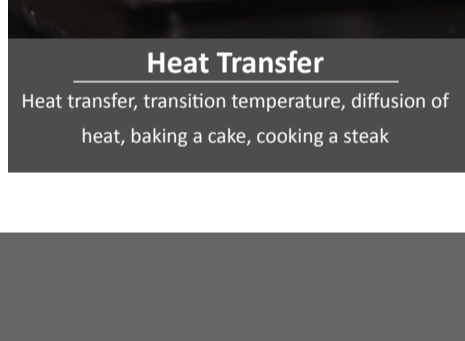 Heat Transfer
Heat transfer, transition temperature, diffusion of
heat, baking a cake, cooking a steak